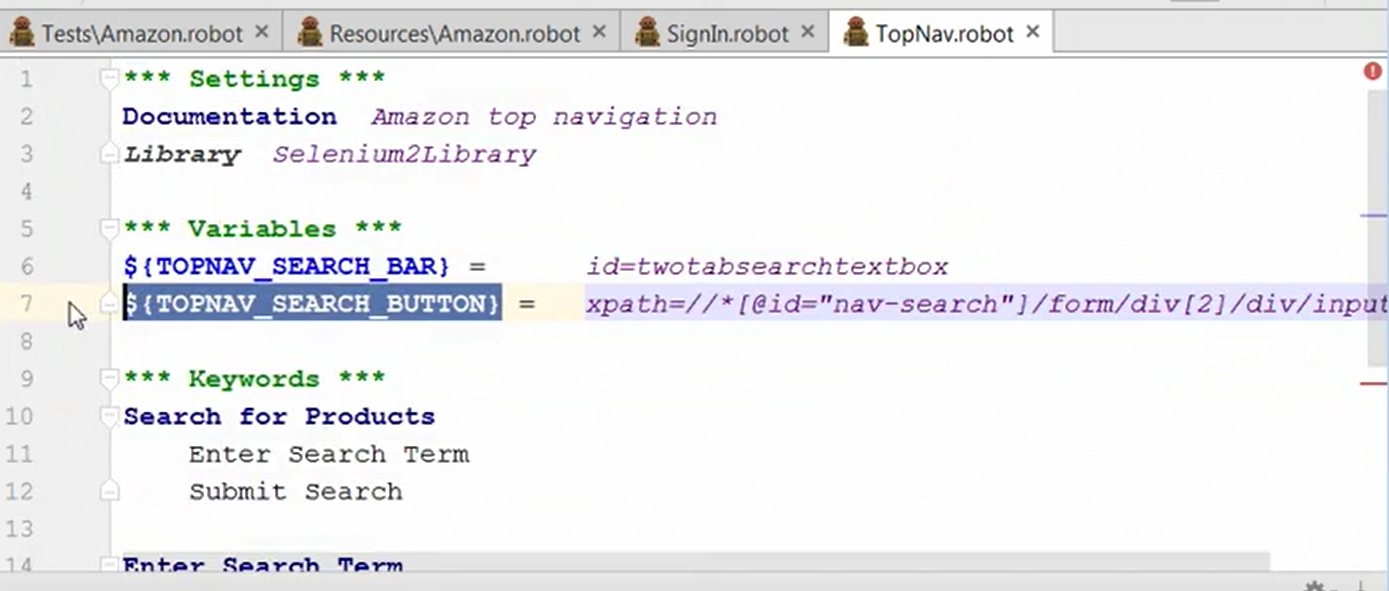 Tests\Amazon.robot Resources\Amazon.robot SignIn.robot TopNav.robot
1 *** Settings ***
2 Documentation Amazon top navigation
3 Library Selenium2Library
4
5 *** Variables ***
6 ${TOPNAV_SEARCH_BAR} = id=twotabsearchtextbox
7 ${TOPNAV_SEARCH_BUTTON} = xpath=//*[@id="nav-search"]/form/div[2]/div/input
8
9 *** Keywords ***
10 Search for Products
11 Enter Search Term
12 Submit Search
13
14 Enter Search Term